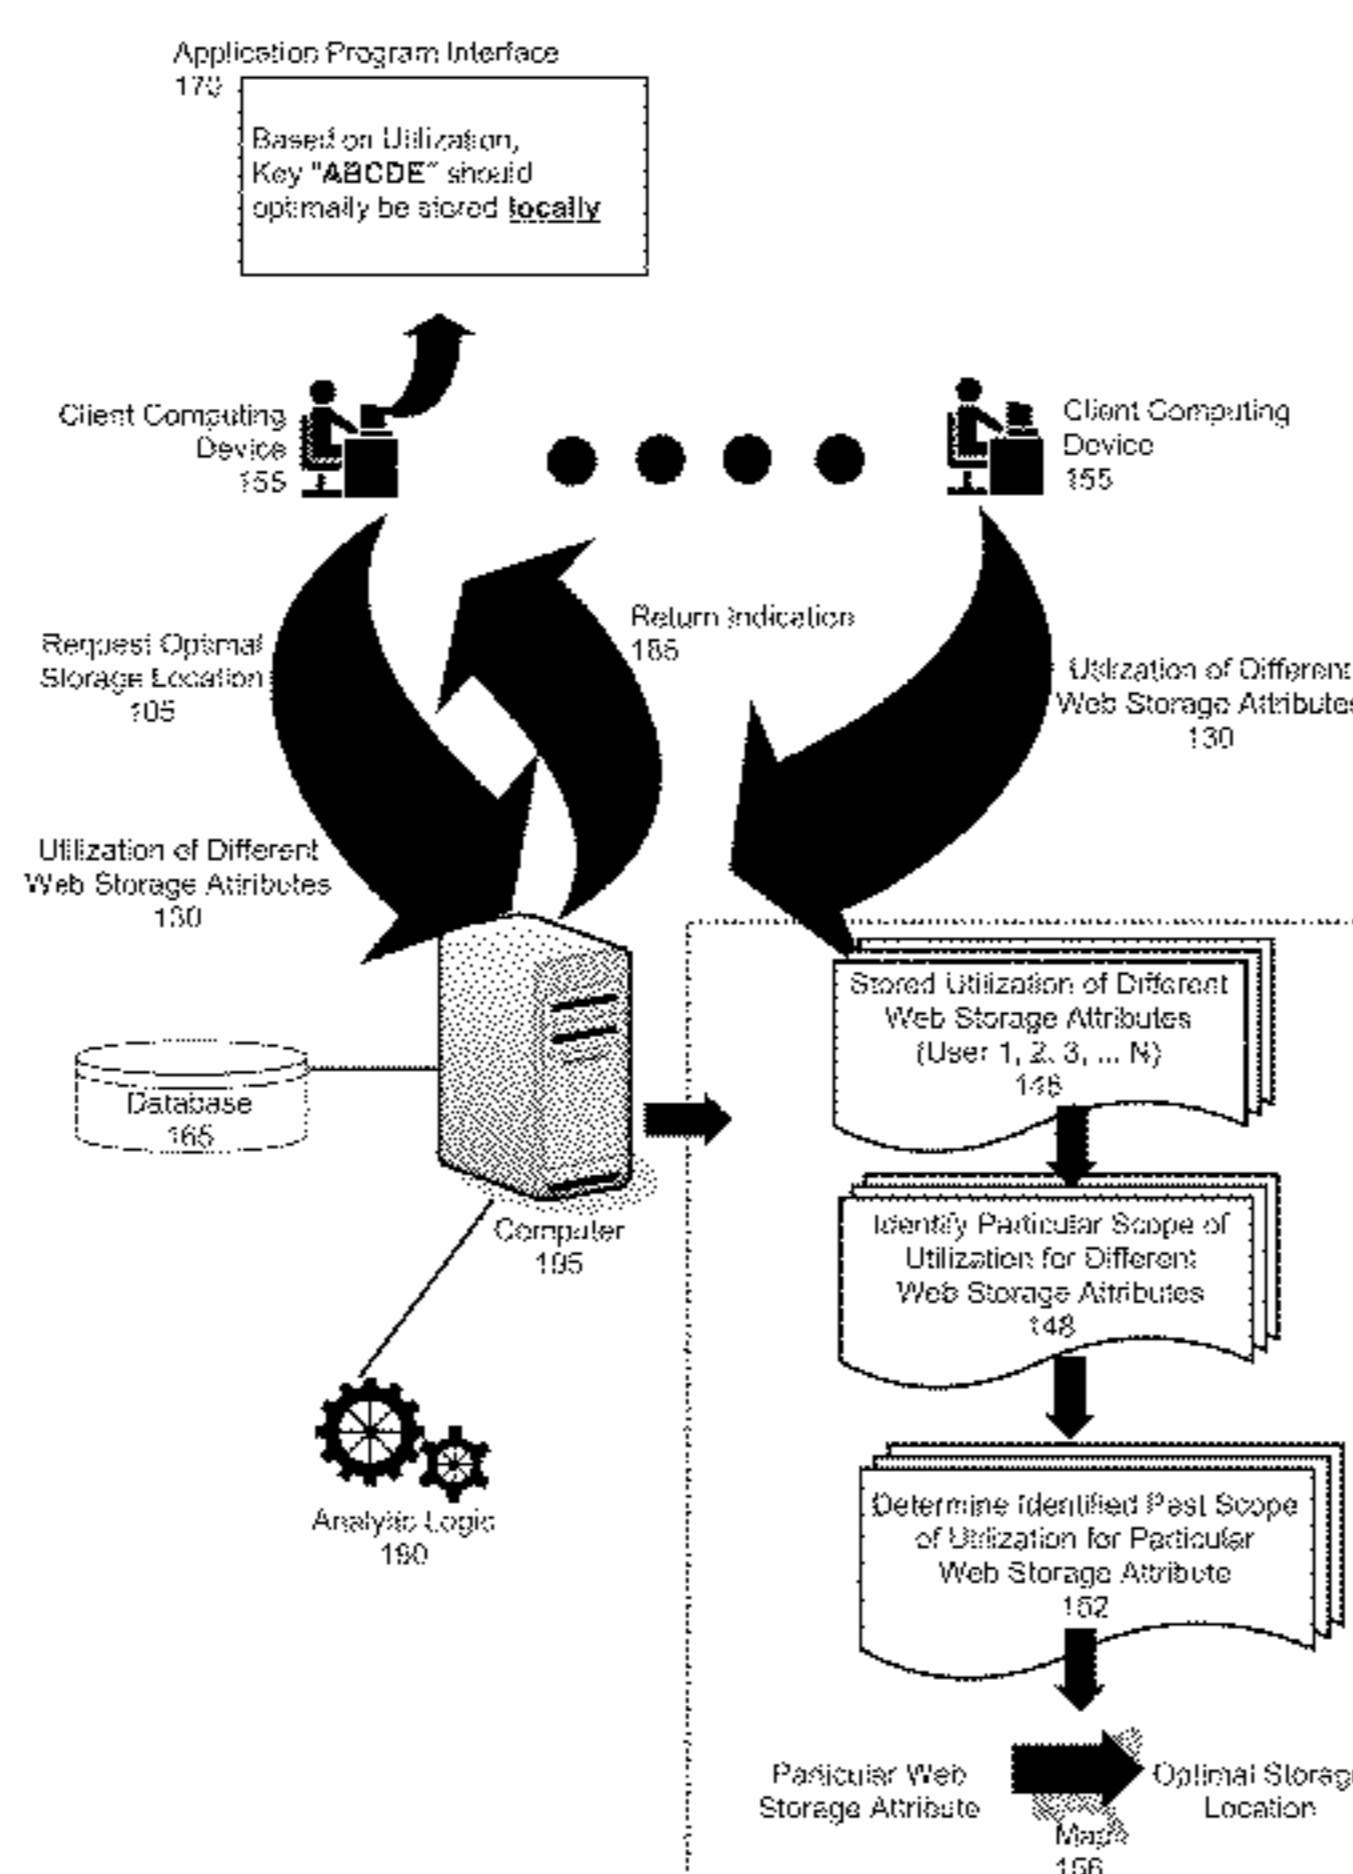 Application Program Interface
170
Based on Utilization,
Key "ABCDE" should
optimally be stored locally
Client Computing
Device
155
Client Computing
Device
155
Request Optimal
Storage Location
105
Return Indication
185
Utilization of Different
Web Storage Attributes
130
Utilization of Different
Web Storage Attributes
130
Stored Utilization of Different
Web Storage Attributes
(User 1, 2, 3, ... N)
Database
165
Computer
195
Identify Particular Scope of
Utilization for Different
Web Storage Attributes
148
Analytic Logic
190
Determine Identified Past Scope
of Utilization for Particular
Web Storage Attribute
152
Particular Web
Storage Attribute
Optimal Storage
Location
Map
156